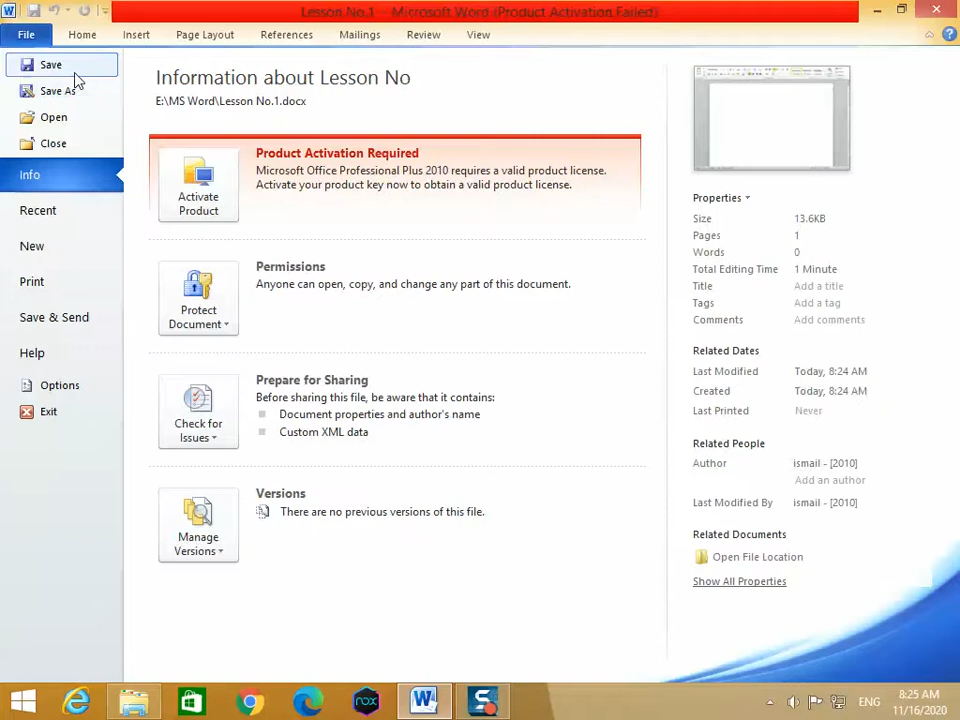 Lesson No.1 - Microsoft Word (Product Activation Failed)
File Home Insert Page Layout References Mailings Review View
Save
Save As
Open
Close
Info
Recent
New
Print
Save & Send
Help
Options
Exit
Information about Lesson No
E:\MS Word\Lesson No.1.docx
Activate
Product
Product Activation Required
Microsoft Office Professional Plus 2010 requires a valid product license.
Activate your product key now to obtain a valid product license.
Protect
Document
Permissions
Anyone can open, copy, and change any part of this document.
Check for
Issues
Prepare for Sharing
Before sharing this file, be aware that it contains:
Document properties and author's name
Custom XML data
Manage
Versions
Versions
There are no previous versions of this file.
Properties
Size 13.6KB
Pages 1
Words 0
Total Editing Time 1 Minute
Title Add a title
Tags Add a tag
Comments Add comments
Related Dates
Last Modified Today, 8:24 AM
Created Today, 8:24 AM
Last Printed Never
Related People
Author ismail - [2010]
Add an author
Last Modified By ismail - [2010]
Related Documents
Open File Location
Show All Properties
nox
ENG
8:25 AM
11/16/2020